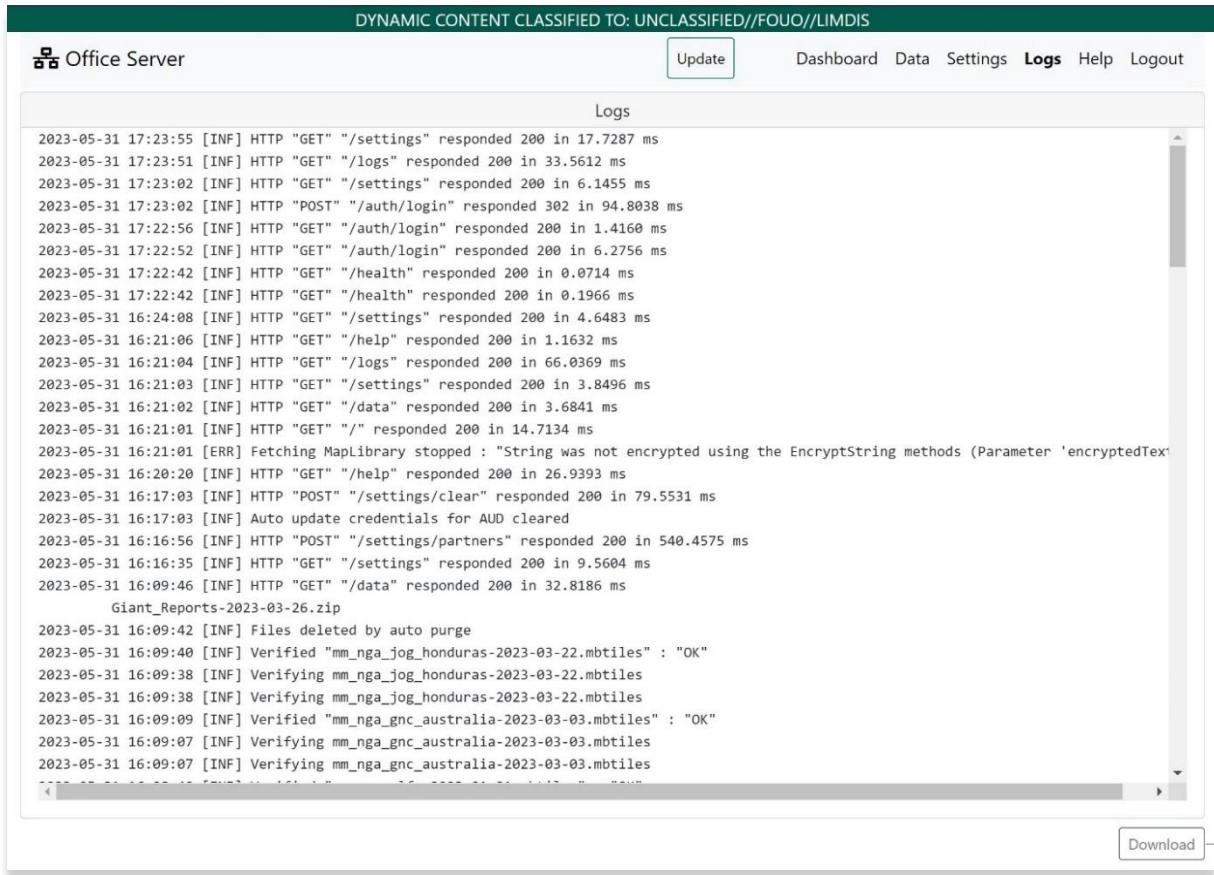 DYNAMIC CONTENT CLASSIFIED TO: UNCLASSIFIED//FOUO//LIMDIS
Office Server Update Dashboard Data Settings Logs Help Logout
Logs
2023-05-31 17:23:55 [INF] HTTP "GET" "/settings" responded 200 in 17.7287 ms
2023-05-31 17:23:51 [INF] HTTP "GET" "/logs" responded 200 in 33.5612 ms
2023-05-31 17:23:02 [INF] HTTP "GET" "/settings" responded 200 in 6.1455 ms
2023-05-31 17:23:02 [INF] HTTP "POST" "/auth/login" responded 302 in 94.8038 ms
2023-05-31 17:22:56 [INF] HTTP "GET" "/auth/login" responded 200 in 1.4160 ms
2023-05-31 17:22:52 [INF] HTTP "GET" "/auth/login" responded 200 in 6.2756 ms
2023-05-31 17:22:42 [INF] HTTP "GET" "/health" responded 200 in 0.0714 ms
2023-05-31 17:22:42 [INF] HTTP "GET" "/health" responded 200 in 0.1966 ms
2023-05-31 16:24:08 [INF] HTTP "GET" "/settings" responded 200 in 4.6483 ms
2023-05-31 16:21:06 [INF] HTTP "GET" "/help" responded 200 in 1.1632 ms
2023-05-31 16:21:04 [INF] HTTP "GET" "/logs" responded 200 in 66.0369 ms
2023-05-31 16:21:03 [INF] HTTP "GET" "/settings" responded 200 in 3.8496 ms
2023-05-31 16:21:02 [INF] HTTP "GET" "/data" responded 200 in 3.6841 ms
2023-05-31 16:21:01 [INF] HTTP "GET" "/" responded 200 in 14.7134 ms
2023-05-31 16:21:01 [ERR] Fetching MapLibrary stopped : "String was not encrypted using the EncryptString methods (Parameter 'encryptedText
2023-05-31 16:20:20 [INF] HTTP "GET" "/help" responded 200 in 26.9393 ms
2023-05-31 16:17:03 [INF] HTTP "POST" "/settings/clear" responded 200 in 79.5531 ms
2023-05-31 16:17:03 [INF] Auto update credentials for AUD cleared
2023-05-31 16:16:56 [INF] HTTP "POST" "/settings/partners" responded 200 in 540.4575 ms
2023-05-31 16:16:35 [INF] HTTP "GET" "/settings" responded 200 in 9.5604 ms
2023-05-31 16:09:46 [INF] HTTP "GET" "/data" responded 200 in 32.8186 ms
Giant_Reports-2023-03-26.zip
2023-05-31 16:09:42 [INF] Files deleted by auto purge
2023-05-31 16:09:40 [INF] Verified "mm_nga_jog_honduras-2023-03-22.mbtiles" : "OK"
2023-05-31 16:09:38 [INF] Verifying mm_nga_jog_honduras-2023-03-22.mbtiles
2023-05-31 16:09:38 [INF] Verifying mm_nga_jog_honduras-2023-03-22.mbtiles
2023-05-31 16:09:09 [INF] Verified "mm_nga_gnc_australia-2023-03-03.mbtiles" : "OK"
2023-05-31 16:09:07 [INF] Verifying mm_nga_gnc_australia-2023-03-03.mbtiles
2023-05-31 16:09:07 [INF] Verifying mm_nga_gnc_australia-2023-03-03.mbtiles
Download